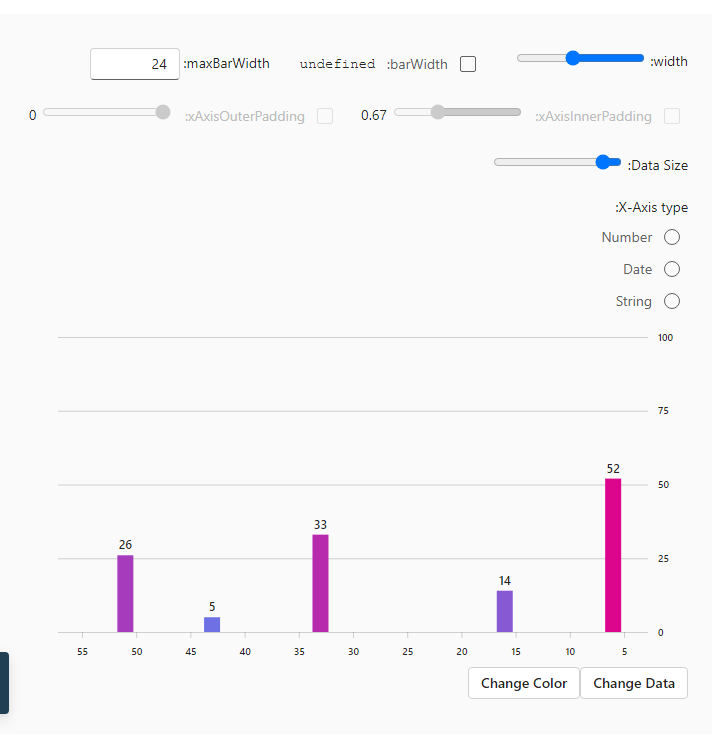 :width
:barWidth undefined
:maxBarWidth 24
:xAxisInnerPadding 0.67
:xAxisOuterPadding 0
:Data Size
:X-Axis type
Number
Date
String
100
75
50
25
0
52
14
33
5
26
5 10 15 20 25 30 35 40 45 50 55
Change Data
Change Color